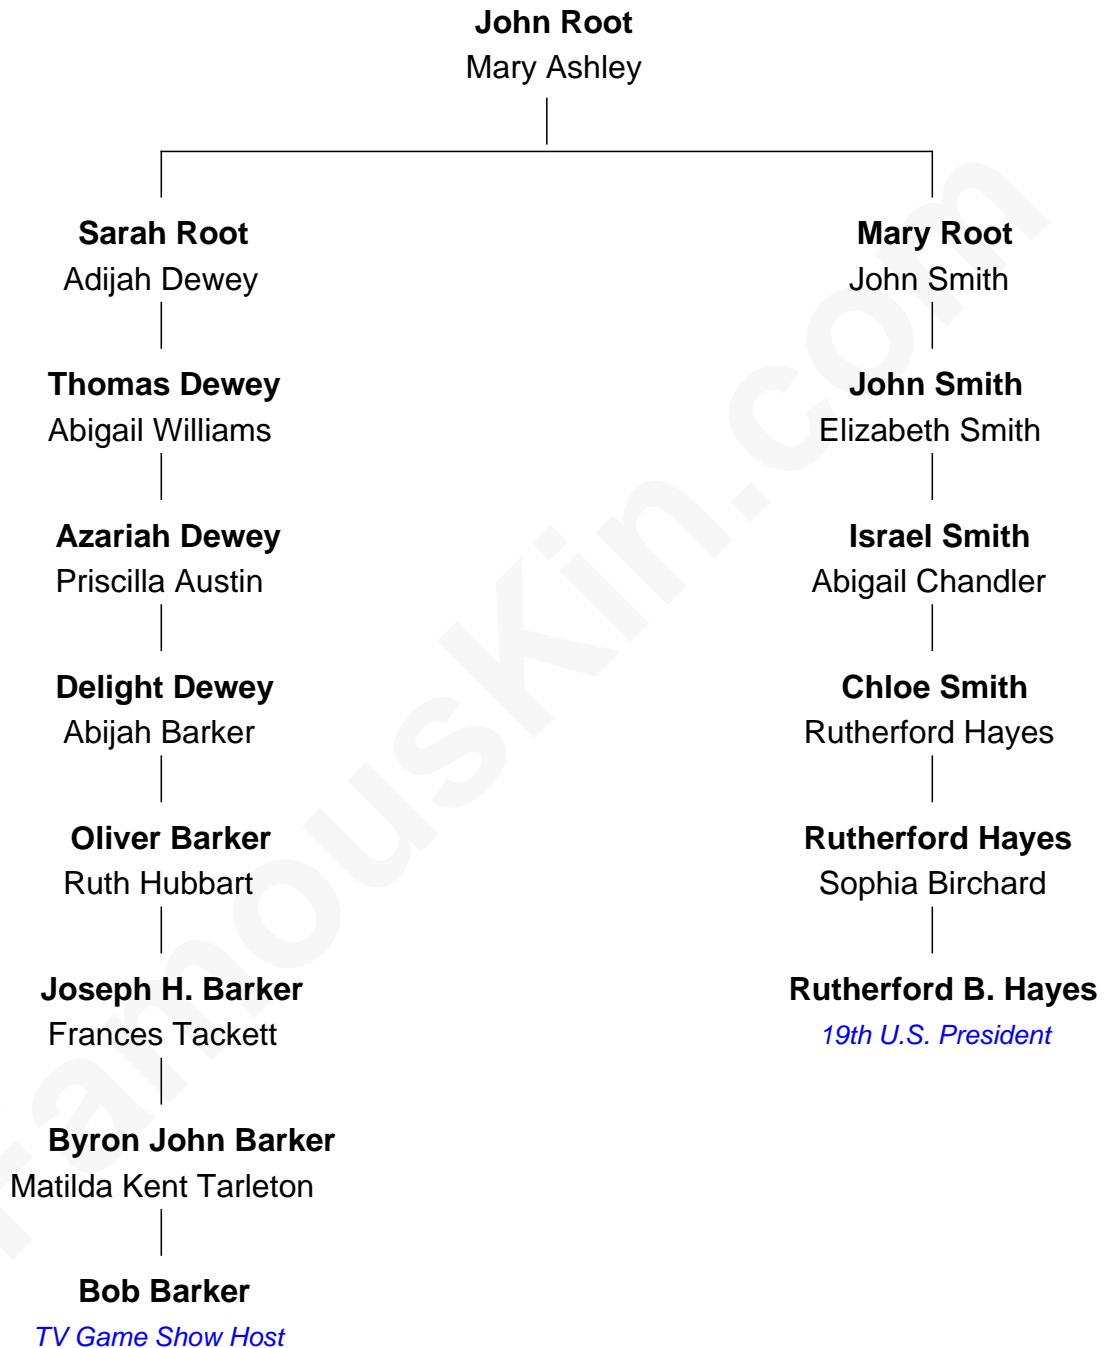 John Root
Mary Ashley
Sarah Root
Adijah Dewey
Mary Root
John Smith
Thomas Dewey
Abigail Williams
John Smith
Elizabeth Smith
Azariah Dewey
Priscilla Austin
Israel Smith
Abigail Chandler
Delight Dewey
Abijah Barker
Chloe Smith
Rutherford Hayes
Oliver Barker
Ruth Hubbart
Rutherford Hayes
Sophia Birchard
Joseph H. Barker
Frances Tackett
Rutherford B. Hayes
19th U.S. President
Byron John Barker
Matilda Kent Tarleton
Bob Barker
TV Game Show Host
FamousKin.com